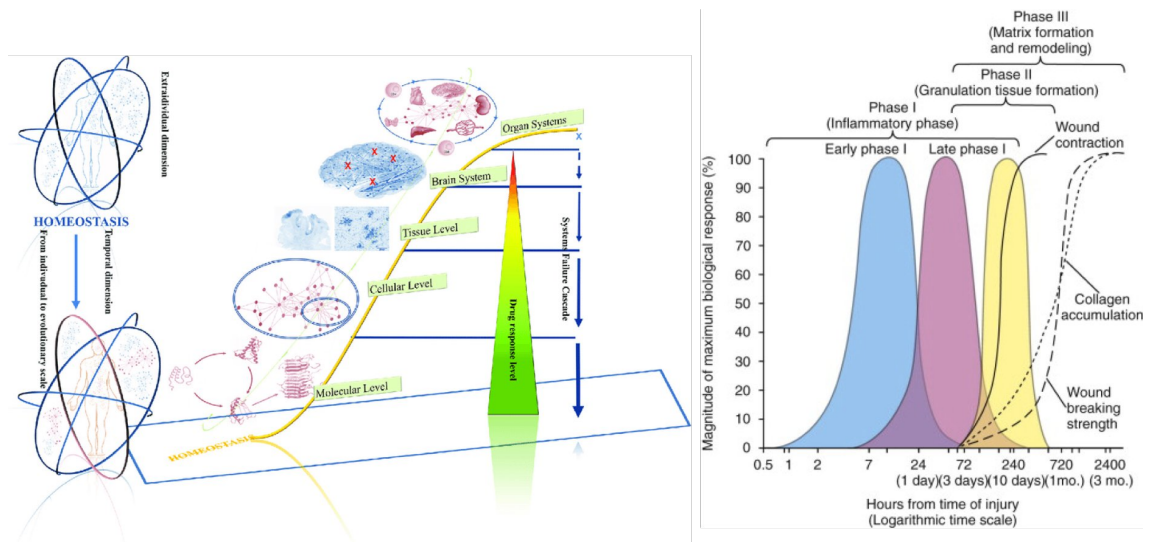 Extraidividual dimension
HOMEOSTASIS
From indivudual to evolutionary scale
Temporal dimension
Organ Systems
X
X
X
X
X
Brain System
Tissue Level
Cellular Level
Molecular Level
HOMEOSTASIS
Drug response level
Systems Failure Cascade
Phase III
(Matrix formation
and remodeling)
Phase II
(Granulation tissue formation)
Phase I
(Inflammatory phase)
Early phase I
Late phase I
Wound
contraction
Magnitude of maximum biological response (%)
100
90
80
70
60
50
40
30
20
10
0
Collagen
accumulation
Wound
breaking
strength
0.5 1 2 7 24 72 240 720 2400
(1 day)(3 days)(10 days)(1mo.) (3 mo.)
Hours from time of injury
(Logarithmic time scale)